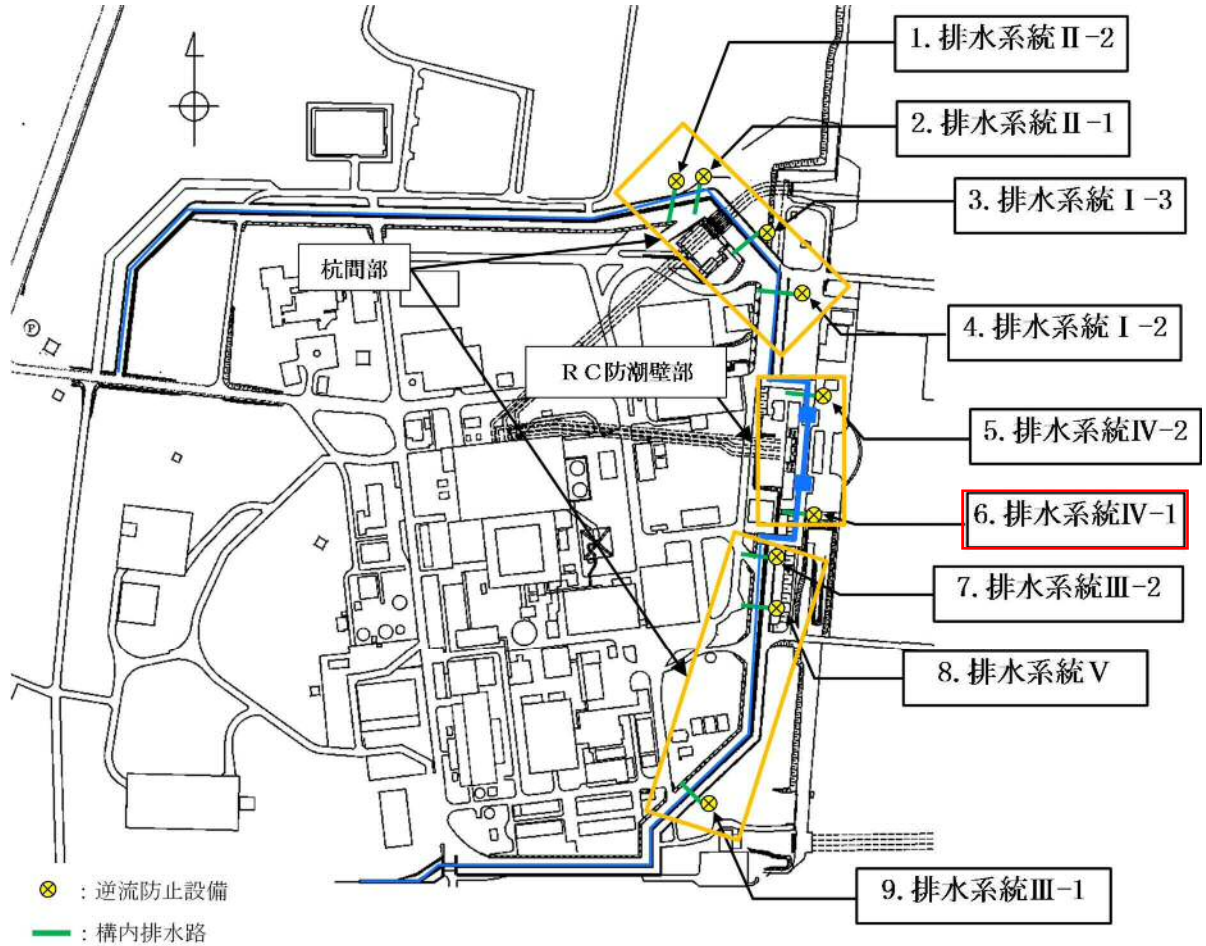 1.排水系統Ⅱ-2
2.排水系統Ⅱ-1
3.排水系統Ⅰ-3
杭間部
4.排水系統Ⅰ-2
P
RC防潮壁部
5.排水系統Ⅳ-2
6.排水系統Ⅳ-1
7.排水系統Ⅲ-2
8.排水系統Ⅴ
9.排水系統Ⅲ-1
:逆流防止設備
:構内排水路